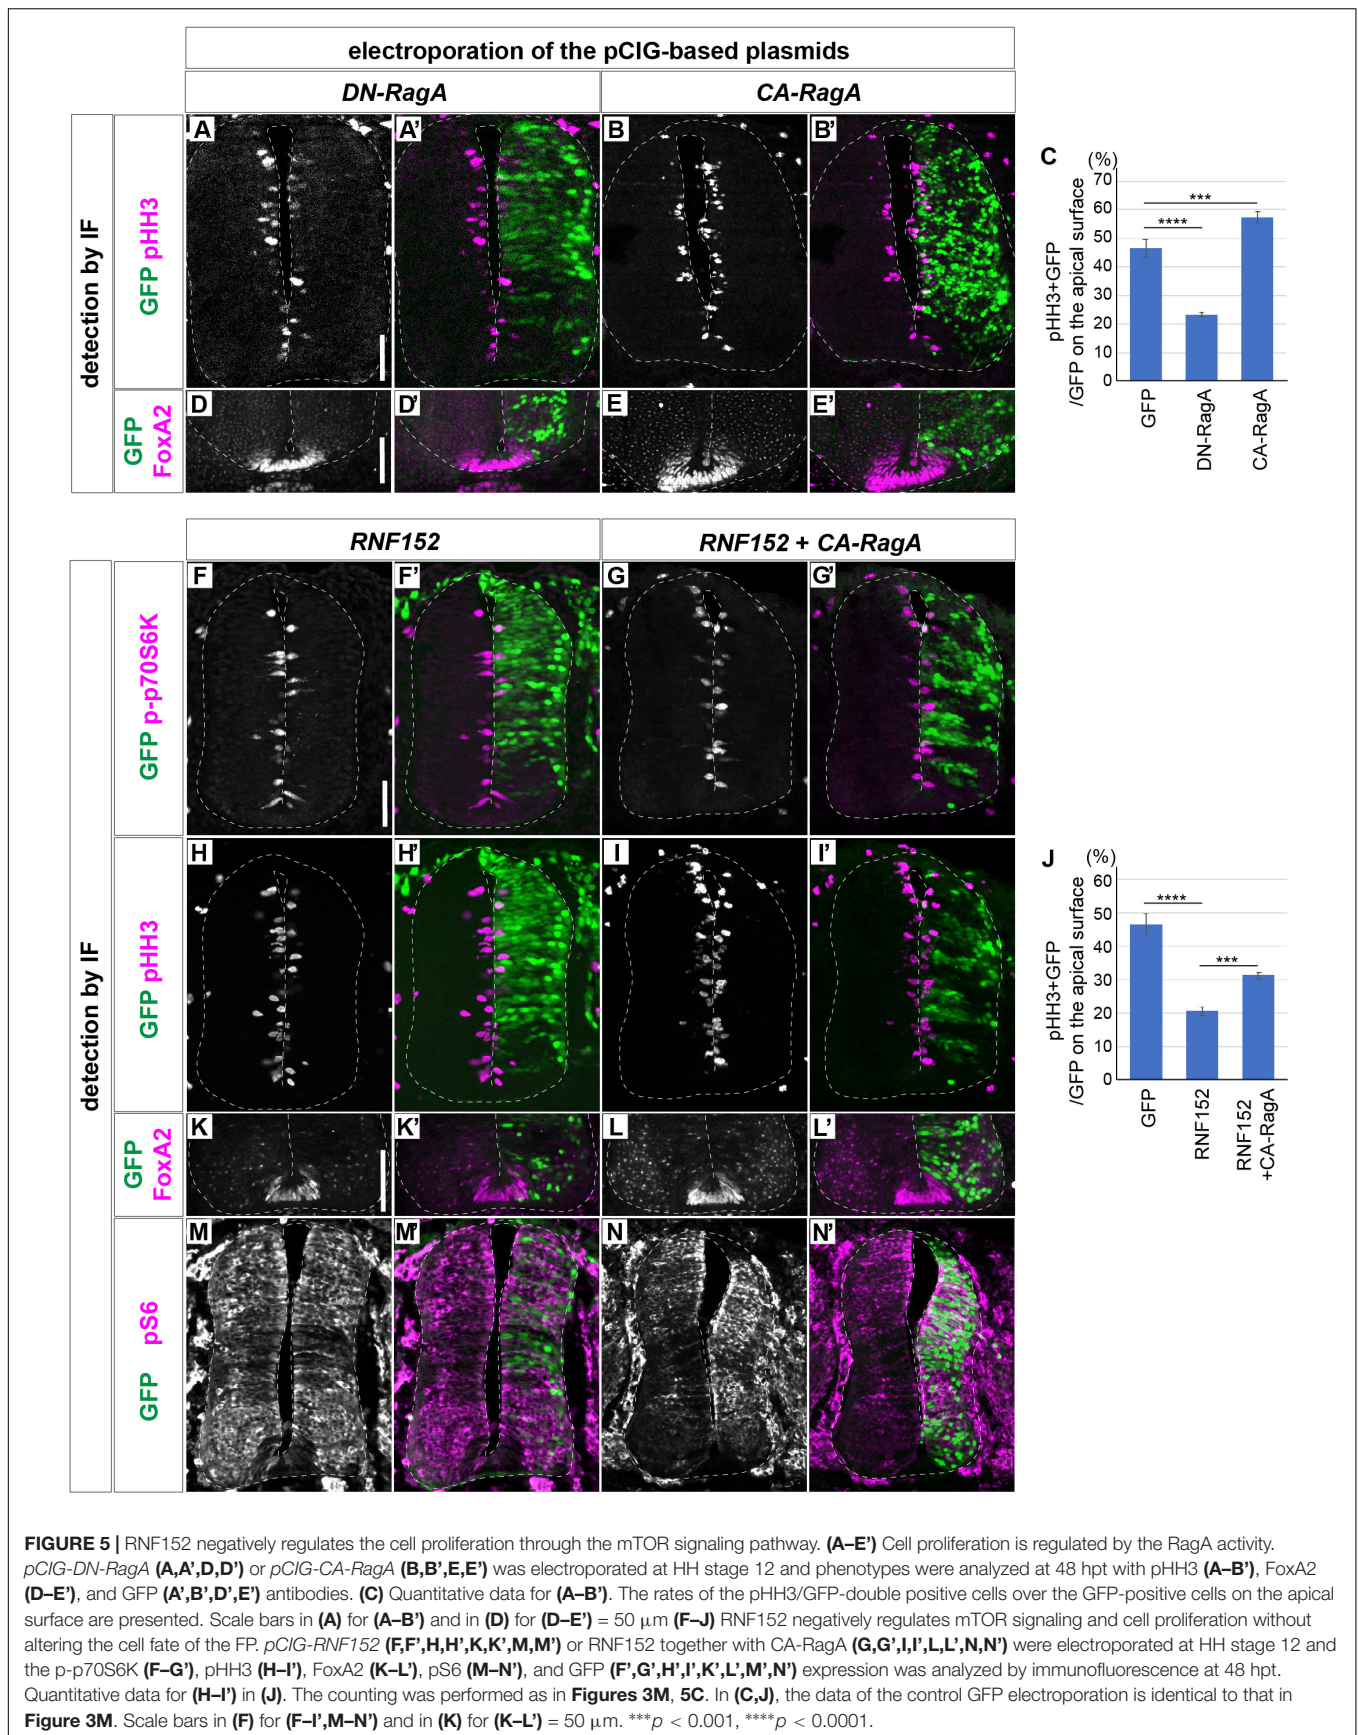 electroporation of the pCIG-based plasmids
DN-RagA
CA-RagA
detection by IF
GFP pHH3
A
A'
B
B'
C
(%)
pHH3+GFP
/GFP on the apical surface
70
60
50
40
30
20
10
0
***
****
GFP
DN-RagA
CA-RagA
GFP
FoxA2
D
D'
E
E'
RNF152
RNF152 + CA-RagA
detection by IF
GFP p-p70S6K
F
F'
G
G'
GFP pHH3
H
H'
I
I'
J
(%)
pHH3+GFP
/GFP on the apical surface
60
50
40
30
20
10
0
****
***
GFP
RNF152
RNF152
+CA-RagA
GFP
FoxA2
K
K'
L
L'
GFP pS6
M
M'
N
N'
FIGURE 5 | RNF152 negatively regulates the cell proliferation through the mTOR signaling pathway. (A–E’) Cell proliferation is regulated by the RagA activity.
pCIG-DN-RagA (A,A’,D,D’) or pCIG-CA-RagA (B,B’,E,E’) was electroporated at HH stage 12 and phenotypes were analyzed at 48 hpt with pHH3 (A–B’), FoxA2
(D–E’), and GFP (A’,B’,D’,E’) antibodies. (C) Quantitative data for (A–B’). The rates of the pHH3/GFP-double positive cells over the GFP-positive cells on the apical
surface are presented. Scale bars in (A) for (A–B’) and in (D) for (D–E’) = 50 μm (F–J) RNF152 negatively regulates mTOR signaling and cell proliferation without
altering the cell fate of the FP. pCIG-RNF152 (F,F’,H,H’,K,K’,M,M’) or RNF152 together with CA-RagA (G,G’,I,I’,L,L’,N,N’) were electroporated at HH stage 12 and
the p-p70S6K (F–G’), pHH3 (H–I’), FoxA2 (K–L’), pS6 (M–N’), and GFP (F’,G’,H’,I’,K’,L’,M’,N’) expression was analyzed by immunofluorescence at 48 hpt.
Quantitative data for (H–I’) in (J). The counting was performed as in Figures 3M, 5C. In (C,J), the data of the control GFP electroporation is identical to that in
Figure 3M. Scale bars in (F) for (F–I’,M–N’) and in (K) for (K–L’) = 50 μm. ***p < 0.001, ****p < 0.0001.